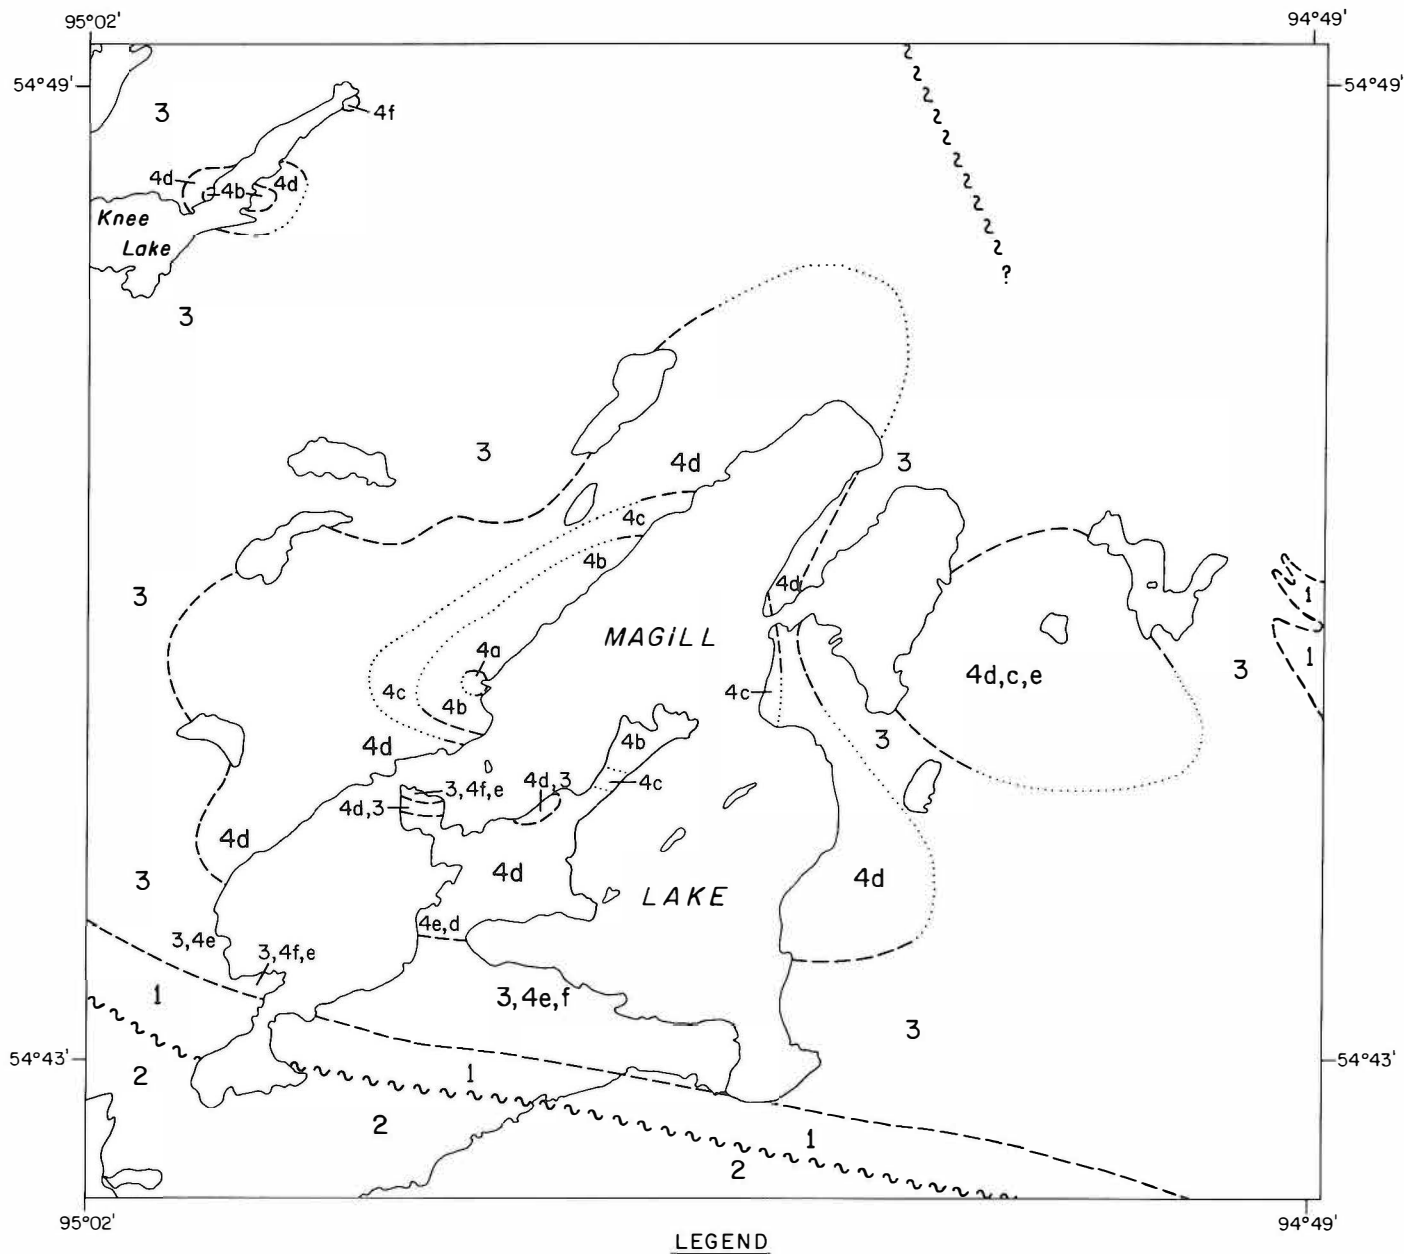 95°02' 94°49'
54°49' 54°49'
3 4f
4d 4b 4d
Knee
Lake
?
3
3 4d 3
4c
4b
4d
3 1
MAGiLL
4a 4d,c,e 3 1
4c 4c
4b
4b 3
4d
4d,3 4c
3,4f,e
4d,3
4d
3 4d 4d
LAKE
4e,d
3,4e
3,4f,e
3,4e,f
1
3
54°43' 54°43'
2 1
2 1
2
95°02' 94°49'
LEGEND